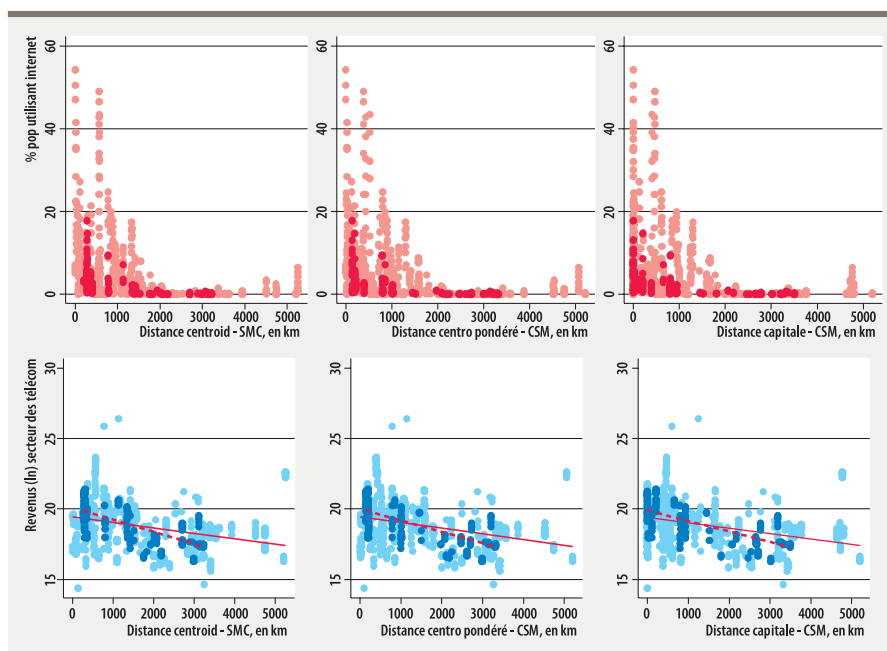 % pop utilisant internet
60
40
20
0
0 1000 2000 3000 4000 5000
Distance centroid - SMC, en km
60
40
20
0
0 1000 2000 3000 4000 5000
Distance centro pondéré - CSM, en km
60
40
20
0
0 1000 2000 3000 4000 5000
Distance capitale - CSM, en km
Revenus (ln) secteur des télécom
30
25
20
15
0 1000 2000 3000 4000 5000
Distance centroid - SMC, en km
30
25
20
15
0 1000 2000 3000 4000 5000
Distance centro pondéré - CSM, en km
30
25
20
15
0 1000 2000 3000 4000 5000
Distance capitale - CSM, en km